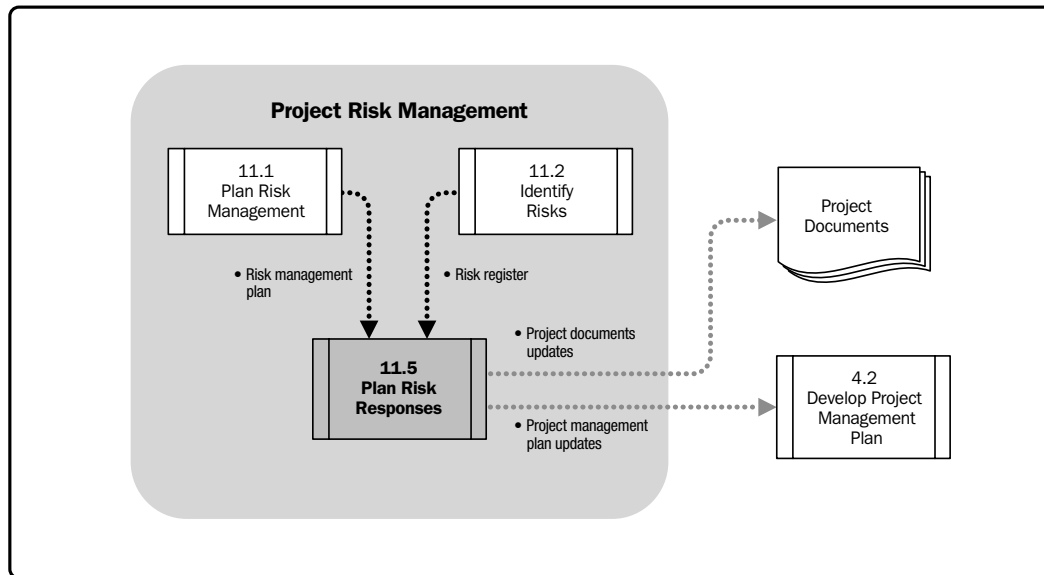 Project Risk Management
11.1
Plan Risk
Management
11.2
Identify
Risks
Project
Documents
• Risk management
plan
• Risk register
• Project documents
updates
11.5
Plan Risk
Responses
4.2
Develop Project
Management
Plan
• Project management
plan updates